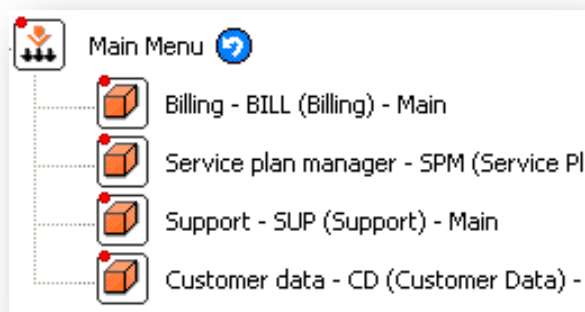 Main Menu
Billing - BILL (Billing) - Main
Service plan manager - SPM (Service Pl
Support - SUP (Support) - Main
Customer data - CD (Customer Data) -